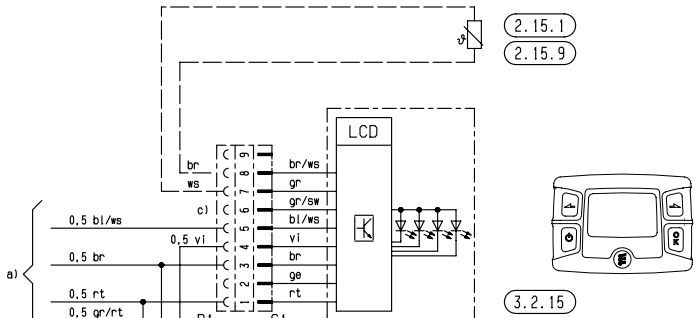 2.15.1
2.15.9
LCD
br
ws
9
8
7
6
5
4
3
2
1
br/ws
gr
gr/sw
bl/ws
vi
br
ge
rt
c)
0,5 bl/ws
0,5 vi
0,5 br
a)
0,5 rt
0,5 gr/rt
OK
3.2.15